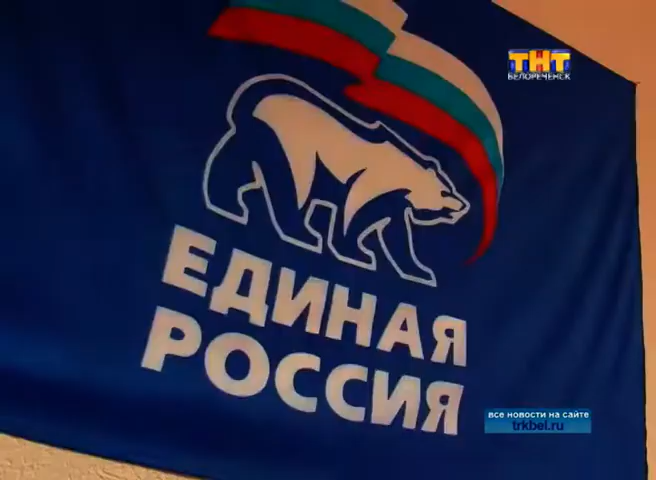 ТНТ
БЕЛОРЕЧЕНСК
ЕДИНАЯ
РОССИЯ
все новости на сайте
trkbel.ru